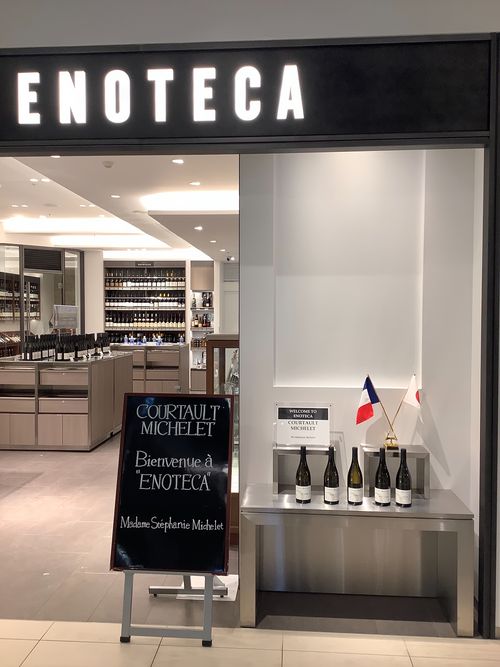 ENOTECA
COURTAULT
MICHELET
Bienvenue à
"ENOTECA"
Madame Stéphanie Michelet
WELCOME TO
ENOTECA
COURTAULT
MICHELET